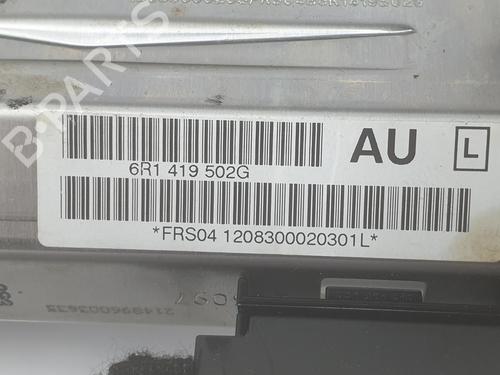 B-PARTS
AU
L
6R1 419 502G
*FRS04 1208300020301L*